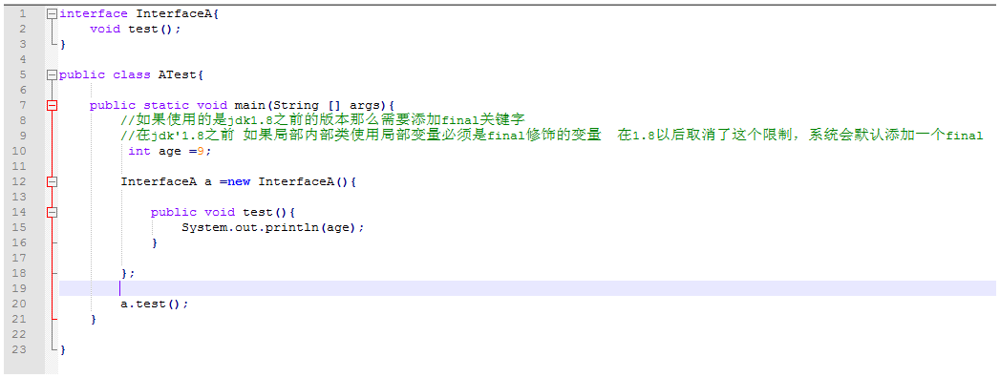 1 interface InterfaceA{
2 void test();
3 }
4
5 public class ATest{
6
7 public static void main(String [] args){
8 //如果使用的是jdk1.8之前的版本那么需要添加final关键字
9 //在jdk'1.8之前 如果局部内部类使用局部变量必须是final修饰的变量 在1.8以后取消了这个限制，系统会默认添加一个final
10 int age =9;
11
12 InterfaceA a =new InterfaceA(){
13
14 public void test(){
15 System.out.println(age);
16 }
17
18 };
19
20 a.test();
21 }
22
23 }